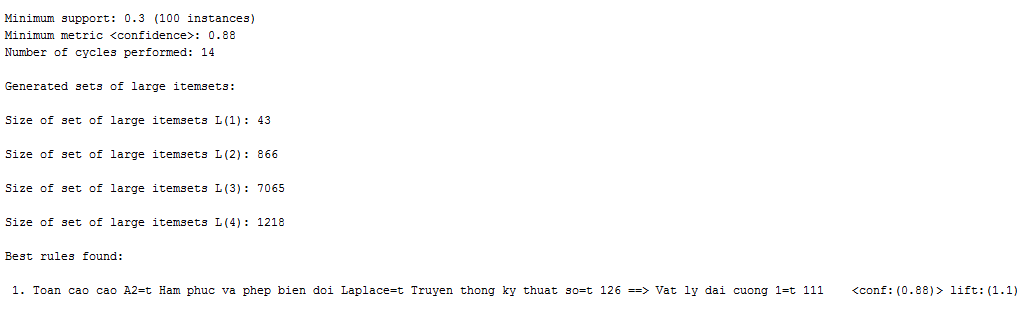 Minimum support: 0.3 (100 instances)
Minimum metric <confidence>: 0.88
Number of cycles performed: 14
Generated sets of large itemsets:
Size of set of large itemsets L(1): 43
Size of set of large itemsets L(2): 866
Size of set of large itemsets L(3): 7065
Size of set of large itemsets L(4): 1218
Best rules found:
1. Toan cao cao A2=t Ham phuc va phep bien doi Laplace=t Truyen thong ky thuat so=t 126 ==> Vat ly dai cuong 1=t 111 <conf:(0.88)> lift:(1.1)